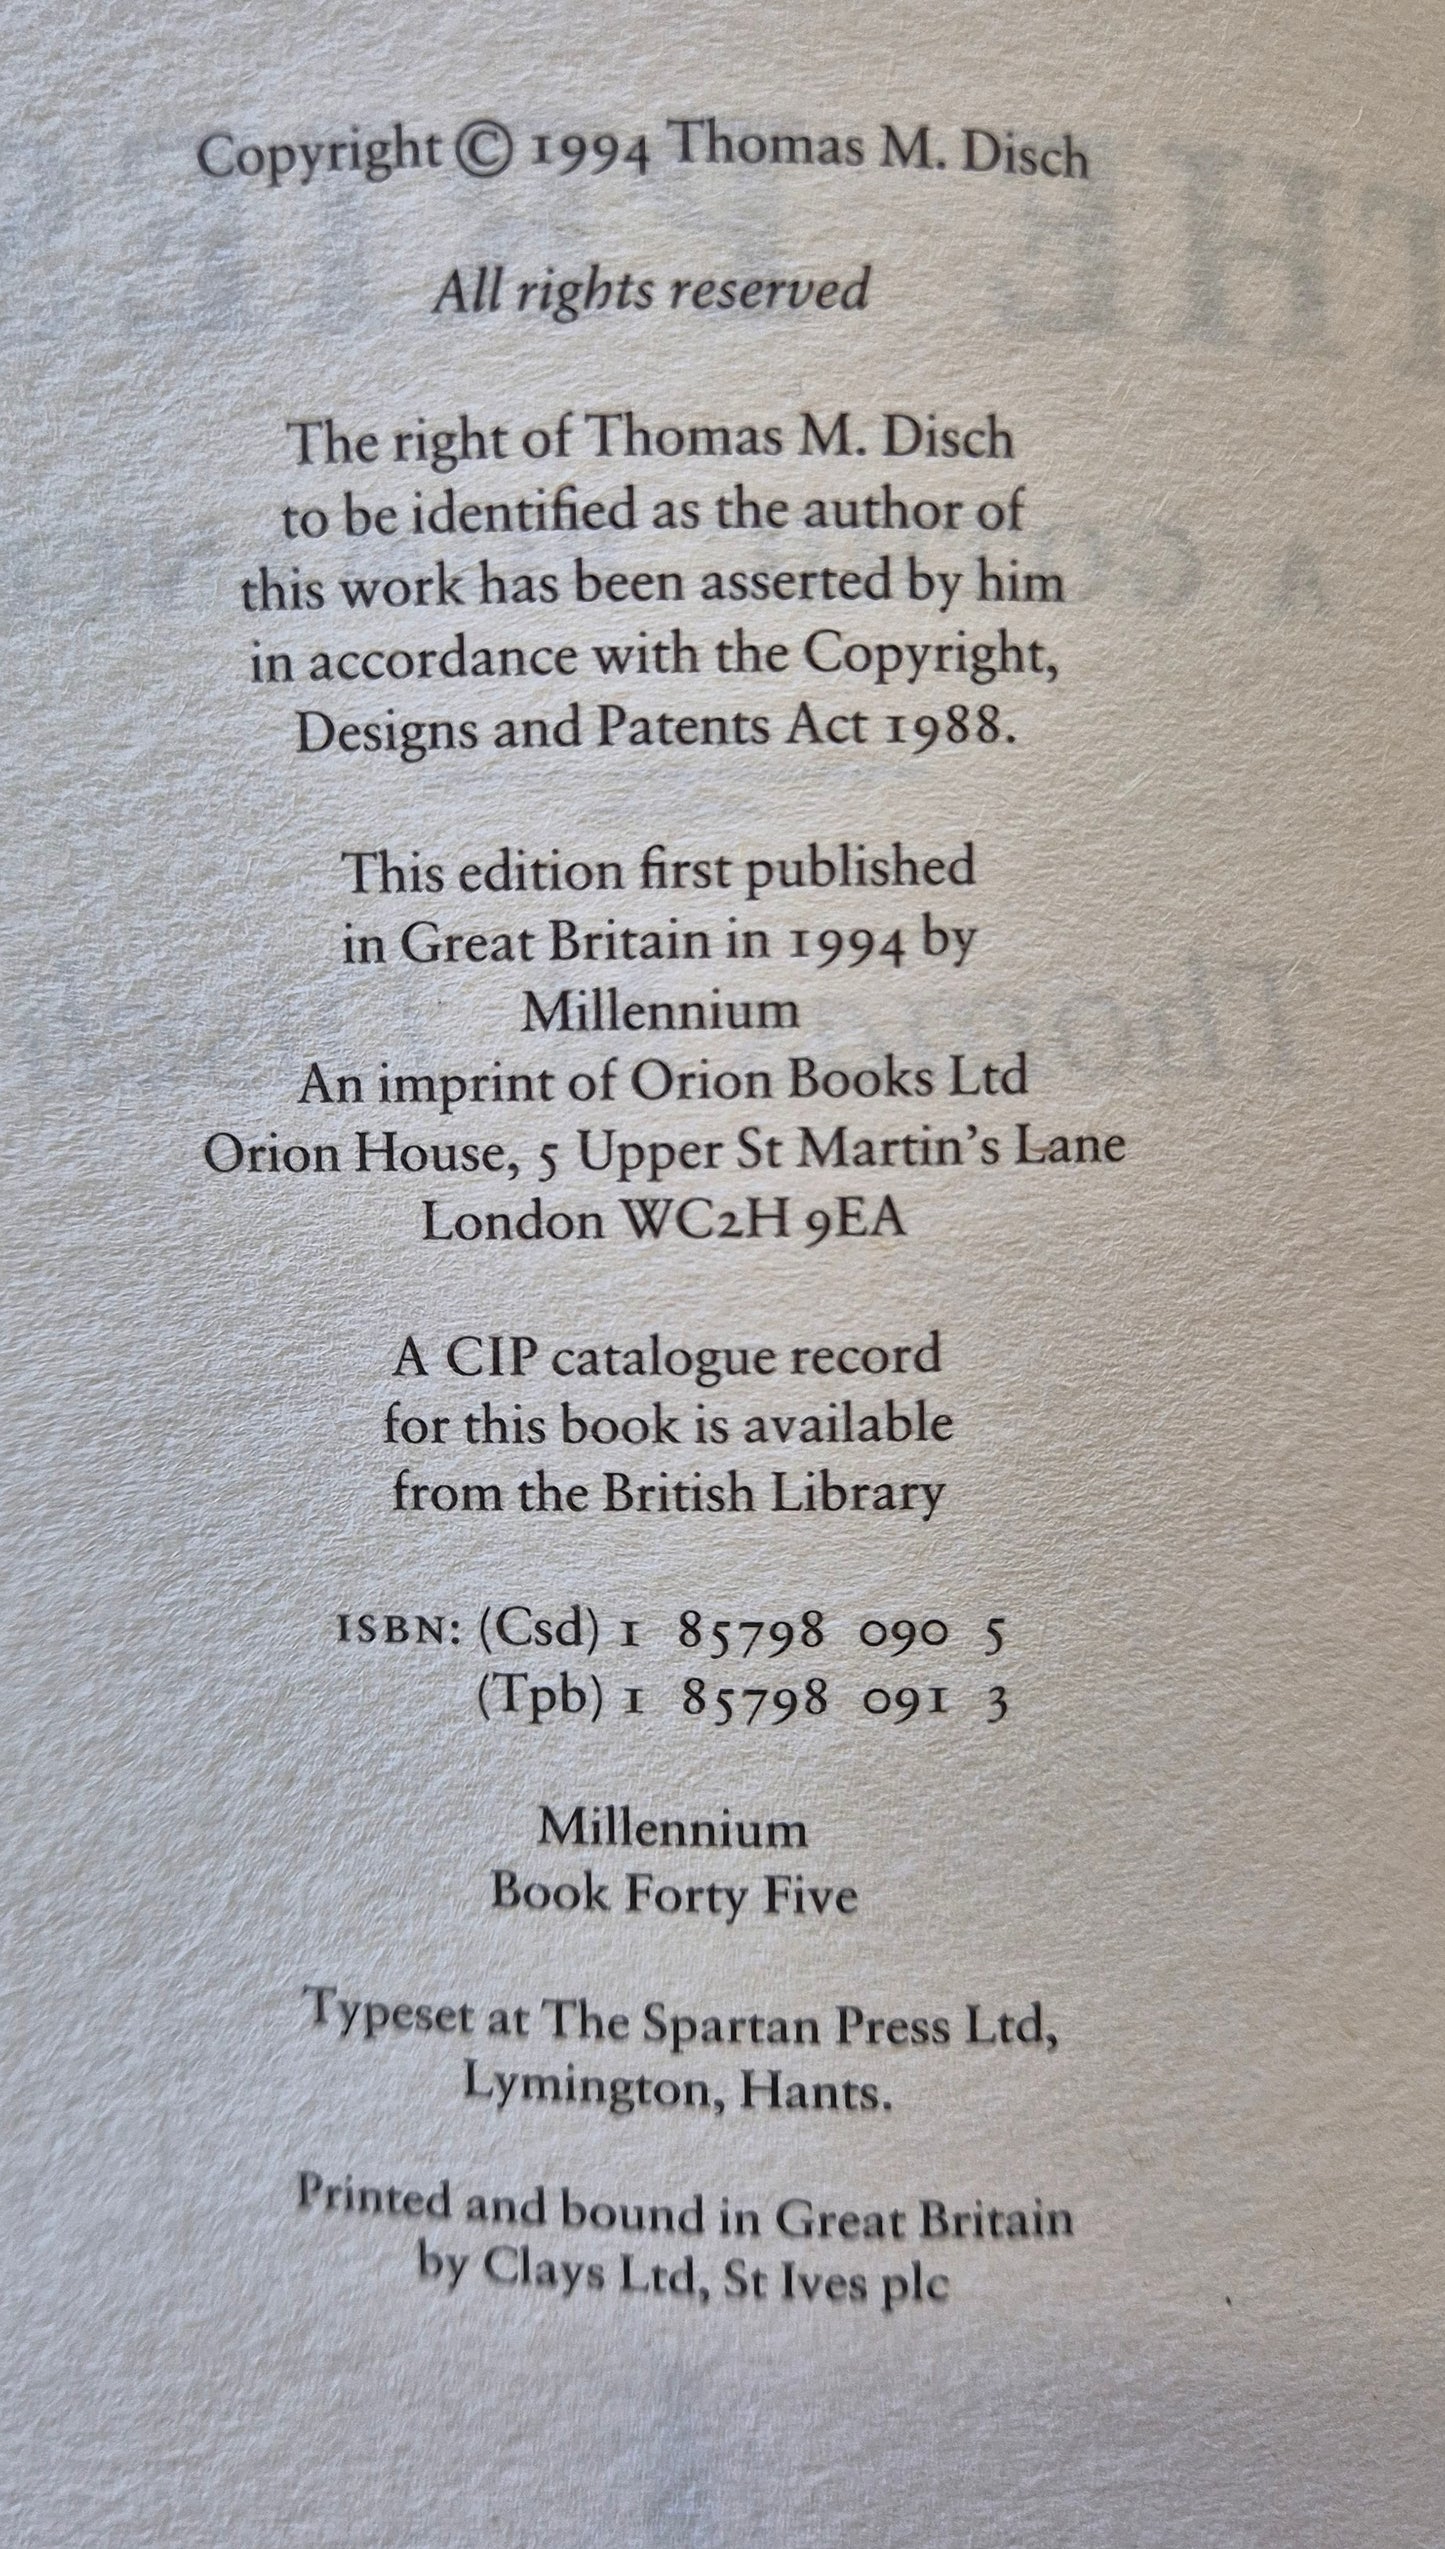 Copyright © 1994 Thomas M. Disch
All rights reserved
The right of Thomas M. Disch
to be identified as the author of
this work has been asserted by him
in accordance with the Copyright,
Designs and Patents Act 1988.
This edition first published
in Great Britain in 1994 by
Millennium
An imprint of Orion Books Ltd
Orion House, 5 Upper St Martin's Lane
London WC2H 9EA
A CIP catalogue record
for this book is available
from the British Library
ISBN: (Csd) 1 85798 090 5
(Tpb) 1 85798 091 3
Millennium
Book Forty Five
Typeset at The Spartan Press Ltd,
Lymington, Hants.
Printed and bound in Great Britain
by Clays Ltd, St Ives plc